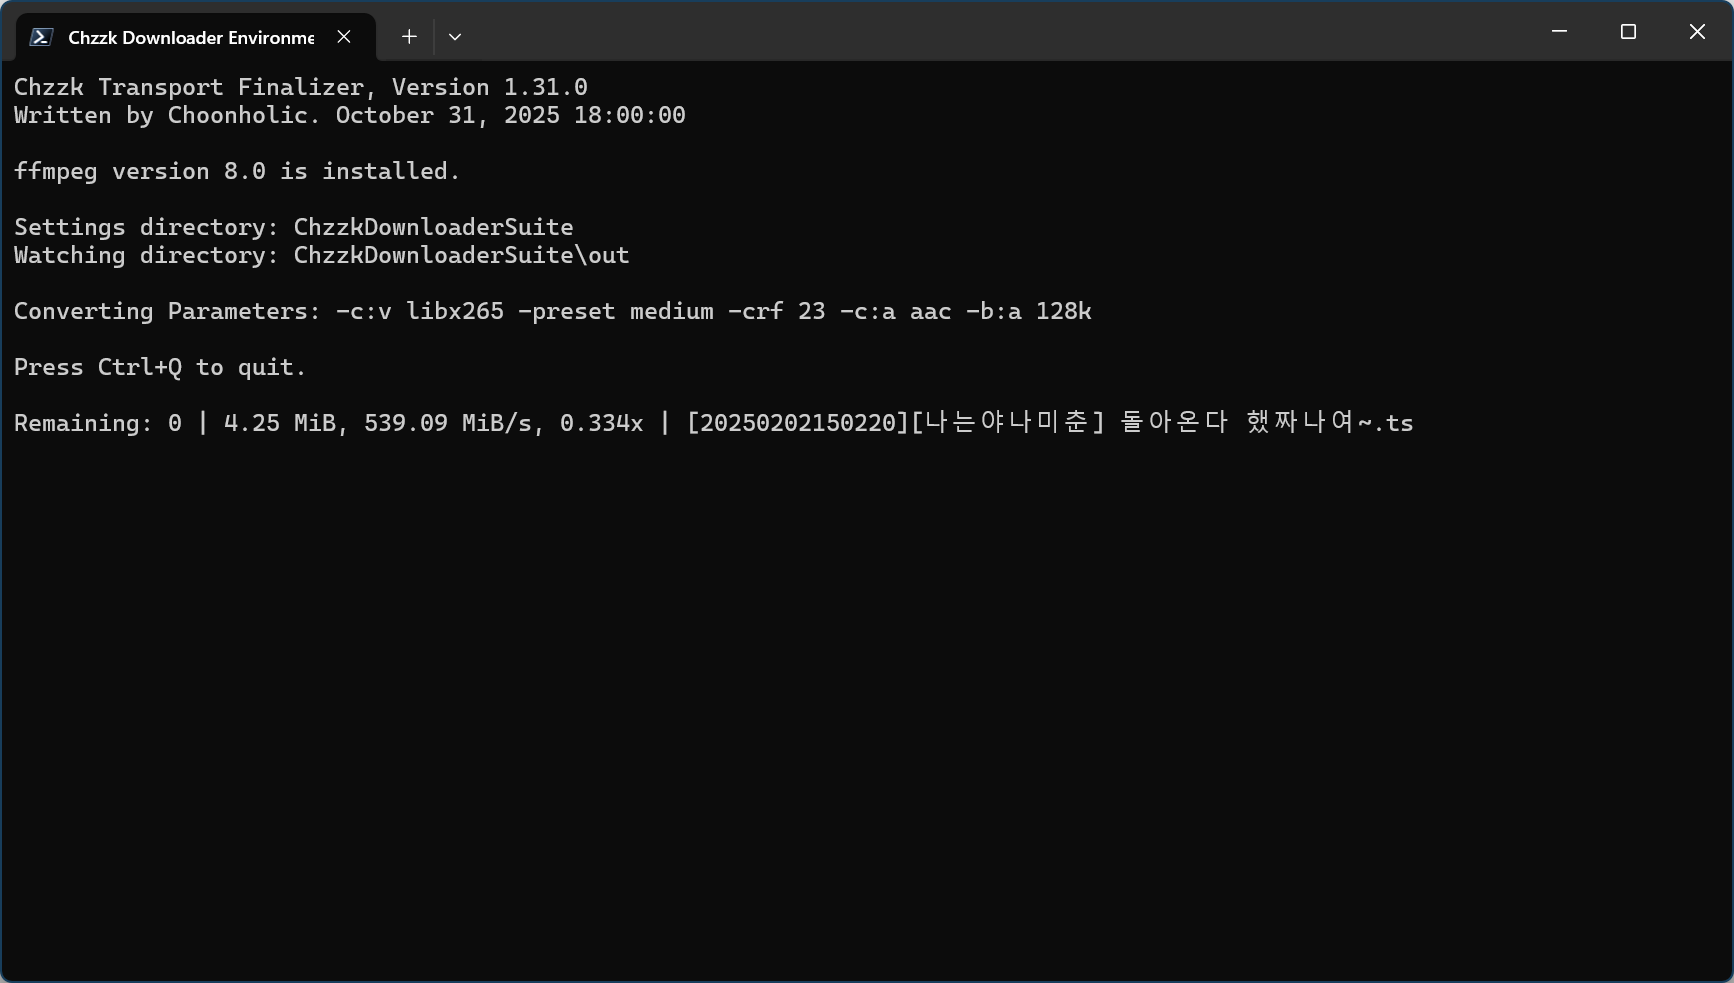 Chzzk Downloader Environme
Chzzk Transport Finalizer, Version 1.31.0
Written by Choonholic. October 31, 2025 18:00:00
ffmpeg version 8.0 is installed.
Settings directory: ChzzkDownloaderSuite
Watching directory: ChzzkDownloaderSuite\out
Converting Parameters: -c:v libx265 -preset medium -crf 23 -c:a aac -b:a 128k
Press Ctrl+Q to quit.
Remaining: 0 | 4.25 MiB, 539.09 MiB/s, 0.334x | [20250202150220][나는야나미춘] 돌아온다 했짜나여~.ts